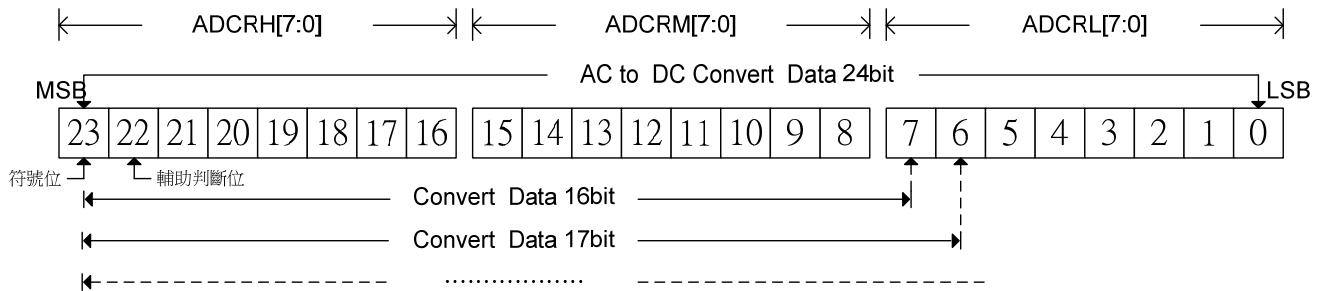 ADCRH[7:0] ADCRM[7:0] ADCRL[7:0]
AC to DC Convert Data 24bit
MSB LSB
23 22 21 20 19 18 17 16 15 14 13 12 11 10 9 8 7 6 5 4 3 2 1 0
符號位 輔助判斷位
Convert Data 16bit
Convert Data 17bit
..................